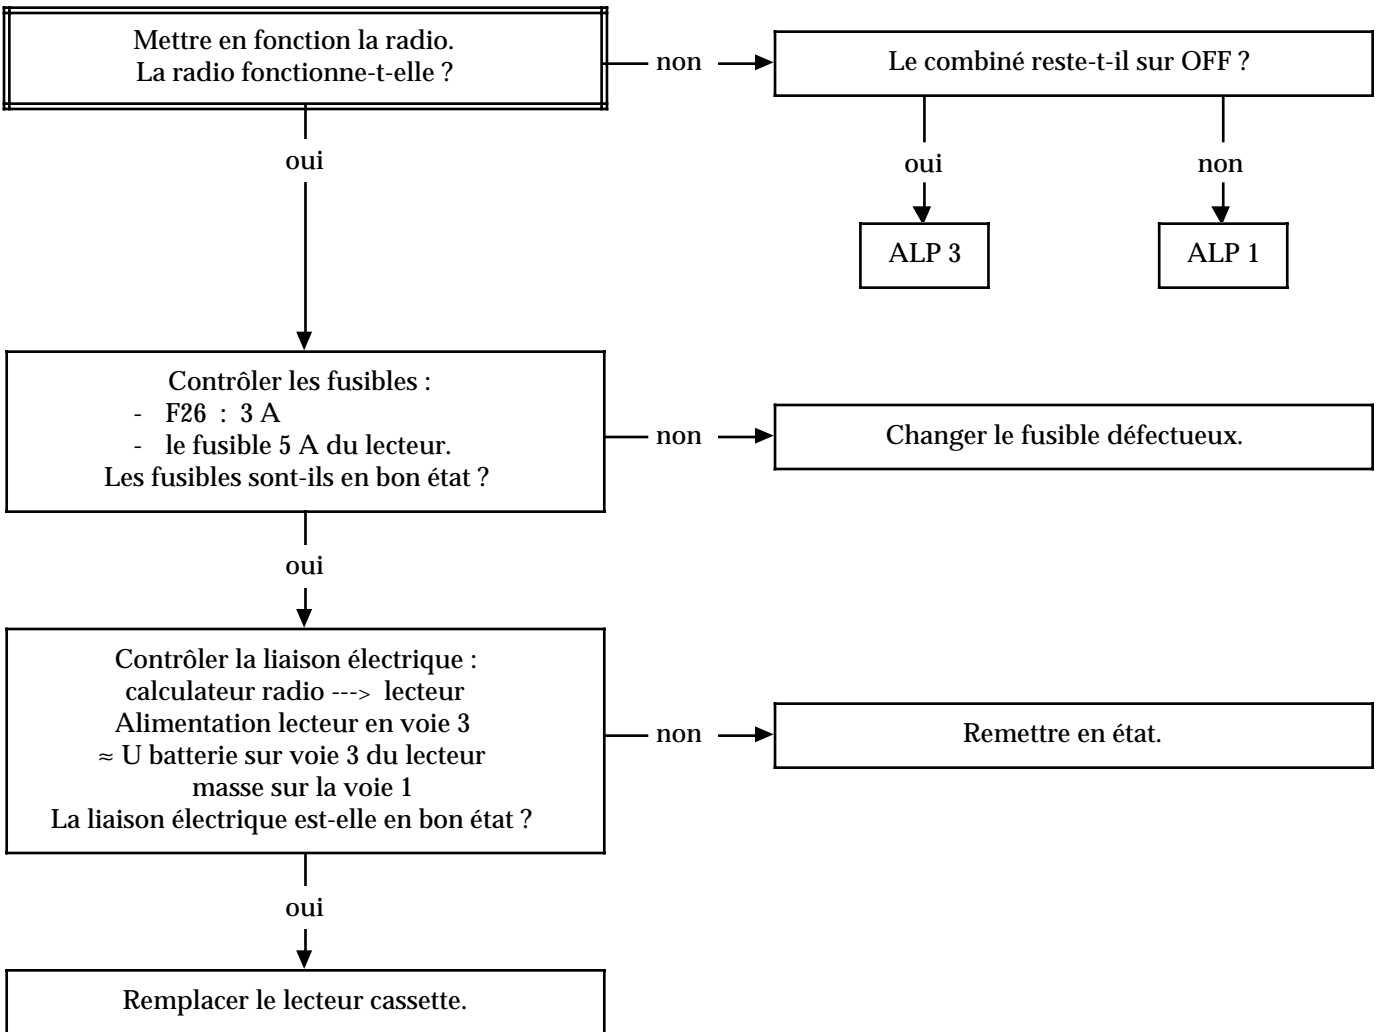 Mettre en fonction la radio.
La radio fonctionne-t-elle ?
non
Le combiné reste-t-il sur OFF ?
oui
oui
non
ALP 3
ALP 1
Contrôler les fusibles :
- F26 : 3 A
- le fusible 5 A du lecteur.
Les fusibles sont-ils en bon état ?
non
Changer le fusible défectueux.
oui
Contrôler la liaison électrique :
calculateur radio ---> lecteur
Alimentation lecteur en voie 3
≈ U batterie sur voie 3 du lecteur
masse sur la voie 1
La liaison électrique est-elle en bon état ?
non
Remettre en état.
oui
Remplacer le lecteur cassette.